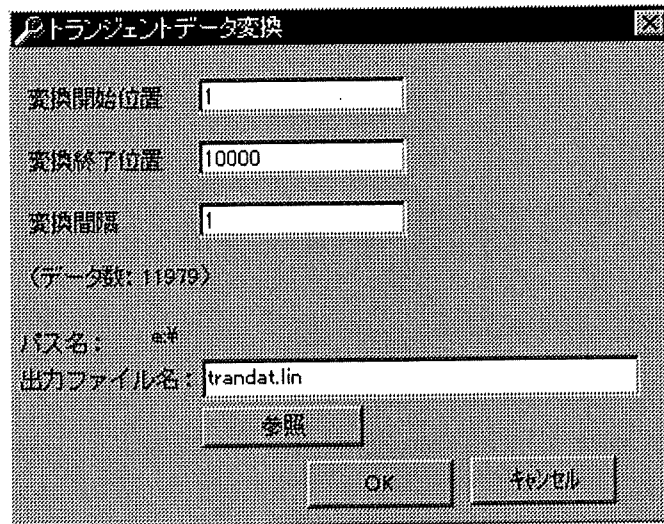 トランジェントデータ変換
変換開始位置 1
変換終了位置 10000
変換間隔 1
(データ数: 11979)
パス名: a:¥
出力ファイル名: trandat.lin
参照
OK キャンセル